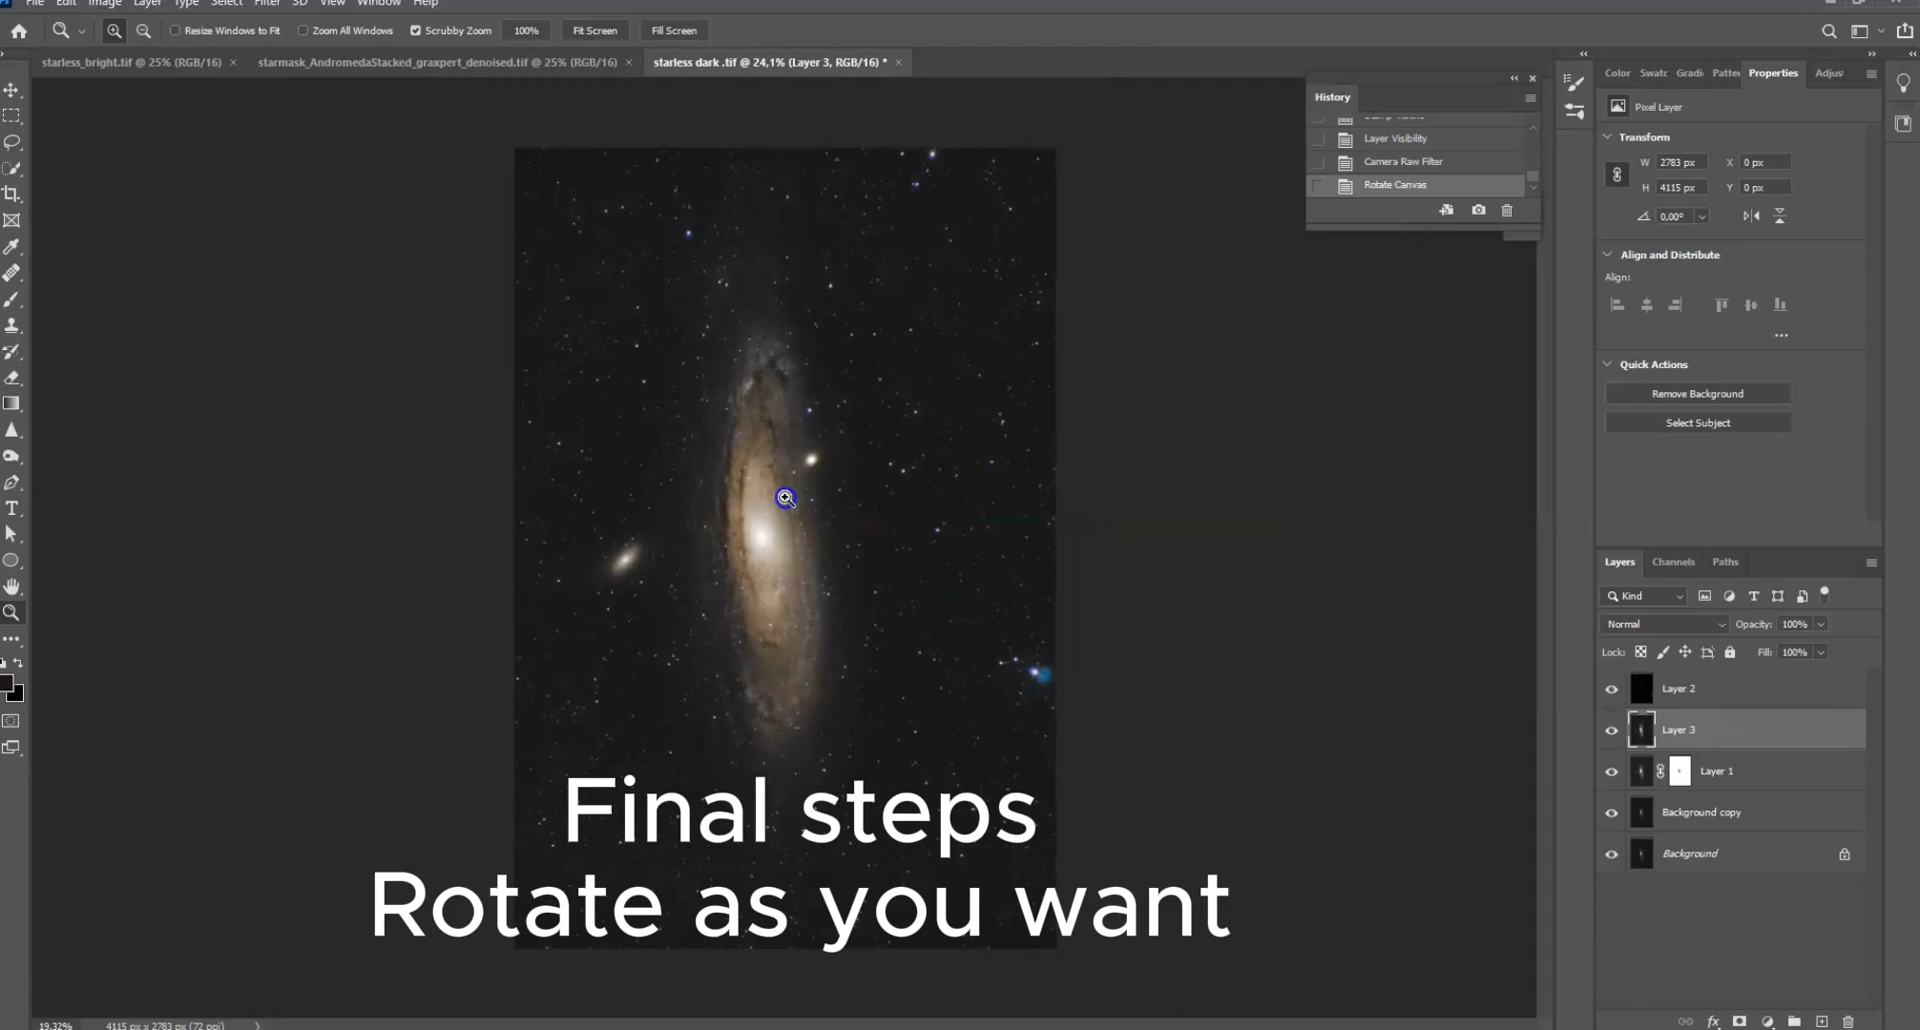 File Edit Image Layer Type Select Filter 3D View Window Help
Resize Windows to Fit Zoom All Windows Scrubby Zoom 100% Fit Screen Fill Screen
starless_bright.tif @ 25% (RGB/16) × starmask_AndromedaStacked_graxpert_denoised.tif @ 25% (RGB/16) × starless dark .tif @ 24,1% (Layer 3, RGB/16) * ×
History
Layer Visibility
Camera Raw Filter
Rotate Canvas
Color Swatc Gradi Patter Properties Adjus
Pixel Layer
Transform
W 2783 px X 0 px
H 4115 px Y 0 px
0,00°
Align and Distribute
Align:
Quick Actions
Remove Background
Select Subject
Layers Channels Paths
Kind
Normal Opacity: 100%
Lock: Fill: 100%
Layer 2
Layer 3
Layer 1
Background copy
Background
fx
Final steps
Rotate as you want
19.32% 4115 px x 2783 px (72 ppi)